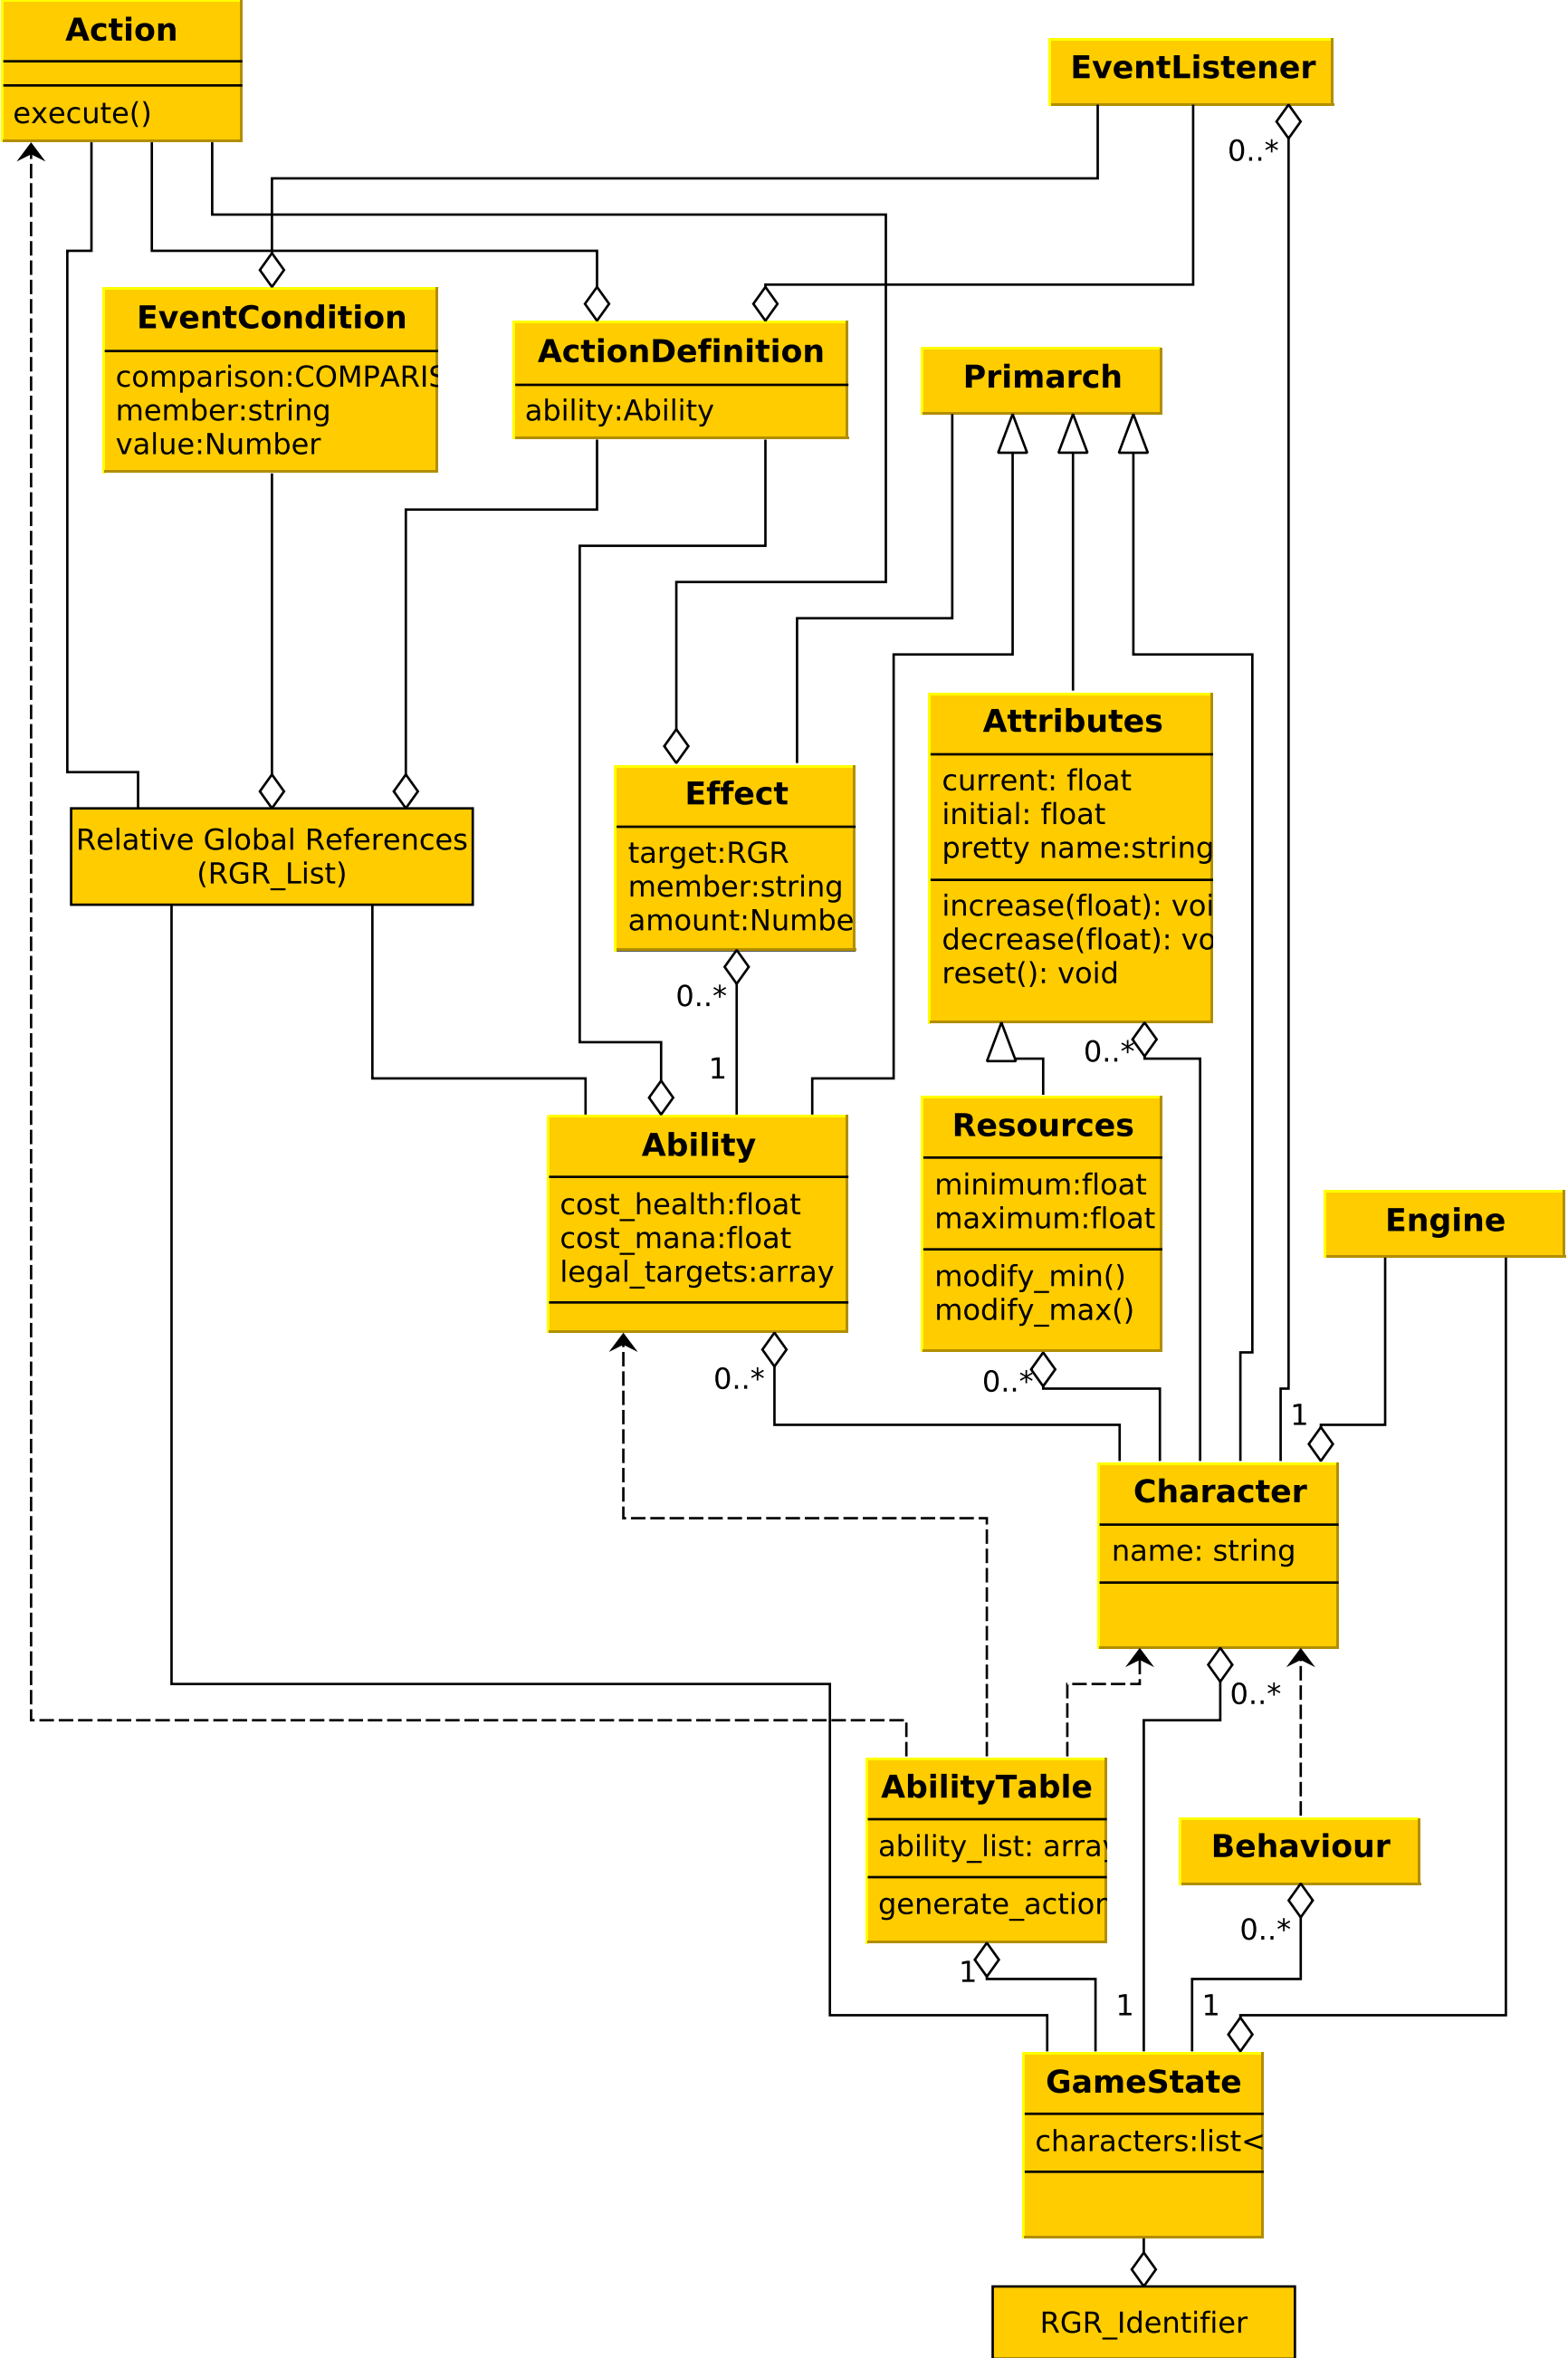 Action
execute()
EventListener
0..*
EventCondition
comparison:COMPARIS
member:string
value:Number
ActionDefinition
ability:Ability
Primarch
Attributes
current: float
initial: float
pretty name:string
increase(float): voi
decrease(float): vo
reset(): void
Effect
target:RGR
member:string
amount:Numbe
Relative Global References
(RGR_List)
0..*
1
0..*
Ability
cost_health:float
cost_mana:float
legal_targets:array
Resources
minimum:float
maximum:float
modify_min()
modify_max()
Engine
0..*
0..*
1
Character
name: string
0..*
AbilityTable
ability_list: array
generate_action
Behaviour
0..*
1
1
1
GameState
characters:list<
RGR_Identifier